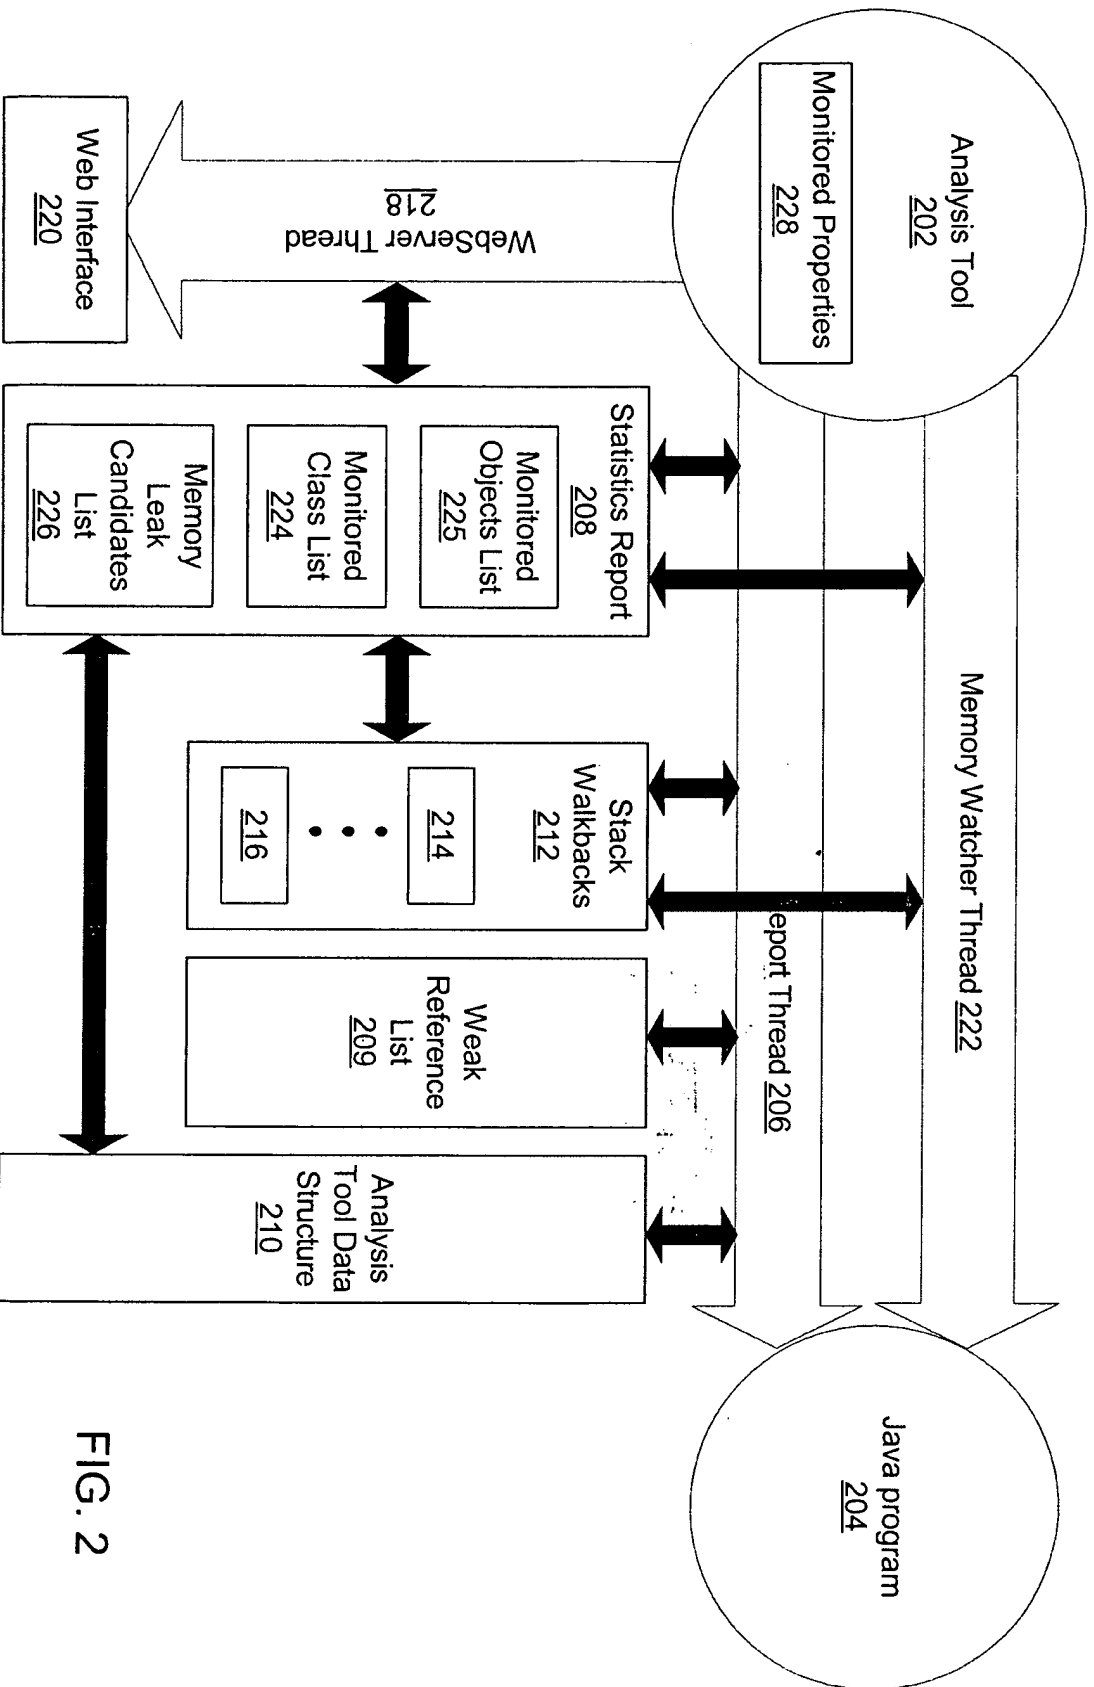 Analysis Tool
202
Monitored Properties
228
Memory Watcher Thread 222
eport Thread 206
Java program
204
WebServer Thread
218
Web Interface
220
Statistics Report
208
Monitored
Objects List
225
Monitored
Class List
224
Memory
Leak
Candidates
List
226
Stack
Walkbacks
212
214
216
Weak
Reference
List
209
Analysis
Tool Data
Structure
210
FIG. 2